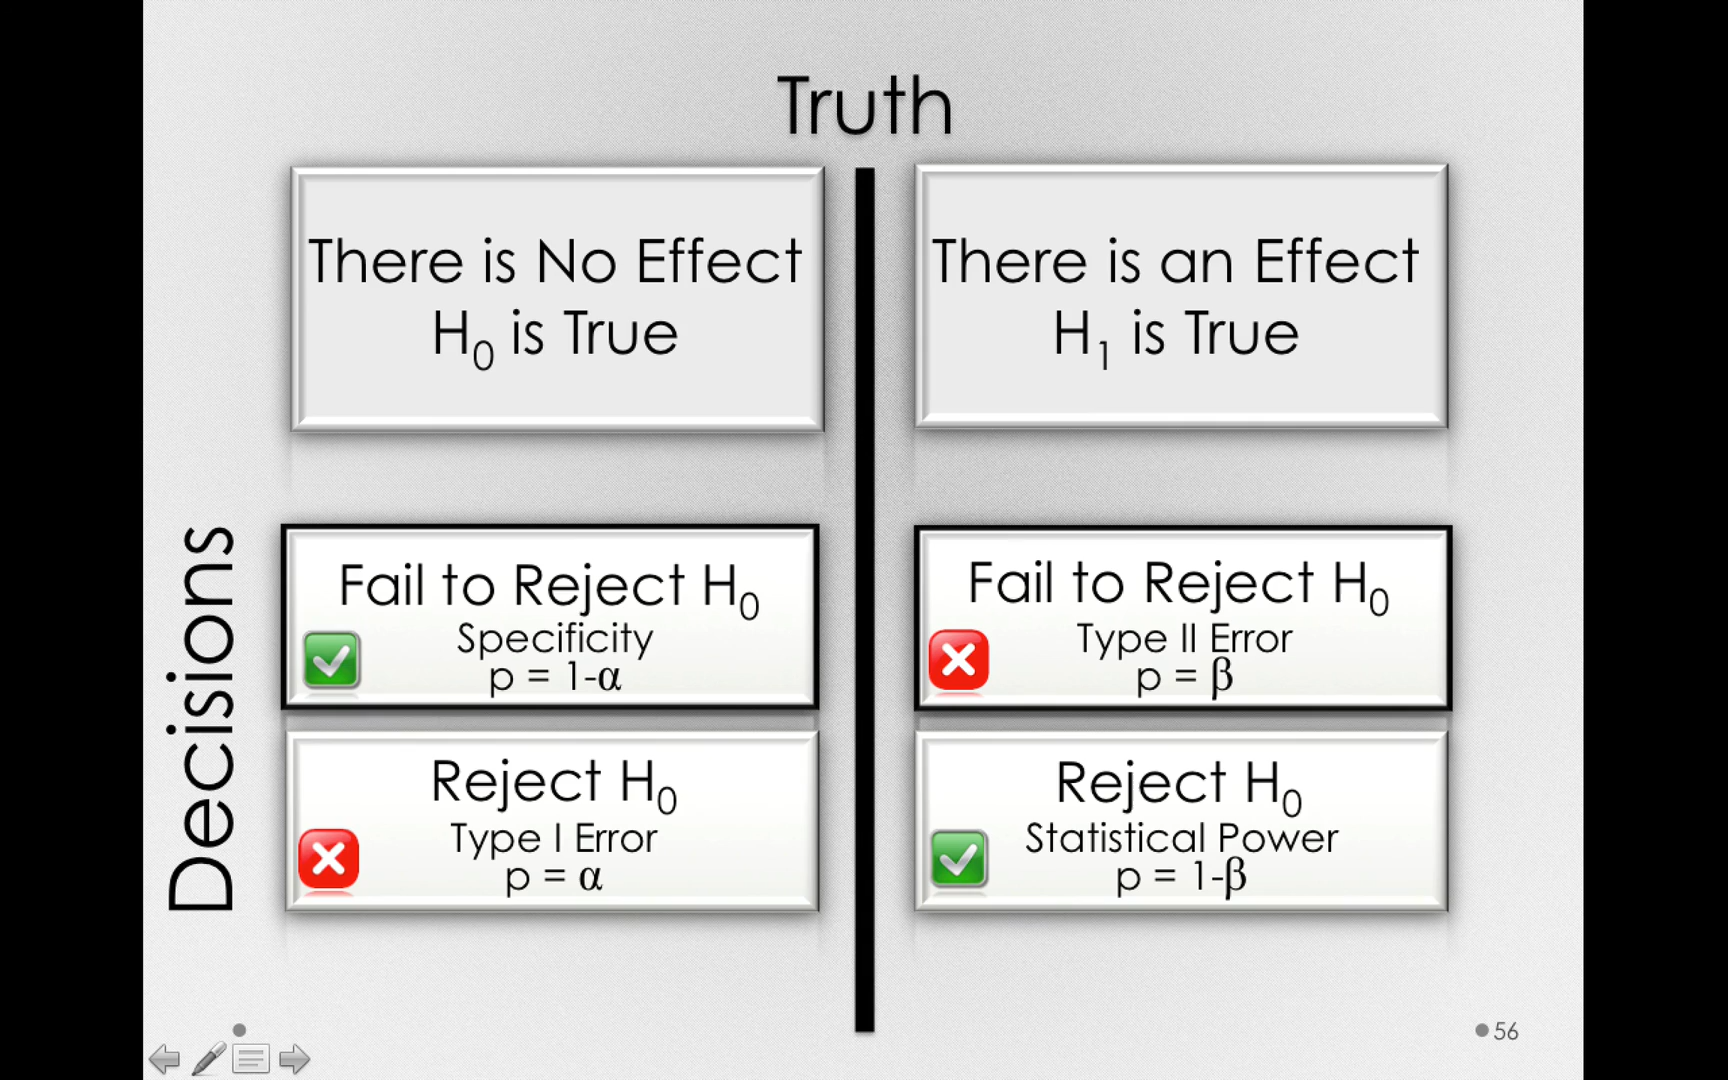 Truth
There is No Effect
H₀ is True
There is an Effect
H₁ is True
Decisions
Fail to Reject H₀
Specificity
p = 1-α
Fail to Reject H₀
Type II Error
p = β
Reject H₀
Type I Error
p = α
Reject H₀
Statistical Power
p = 1-β
56